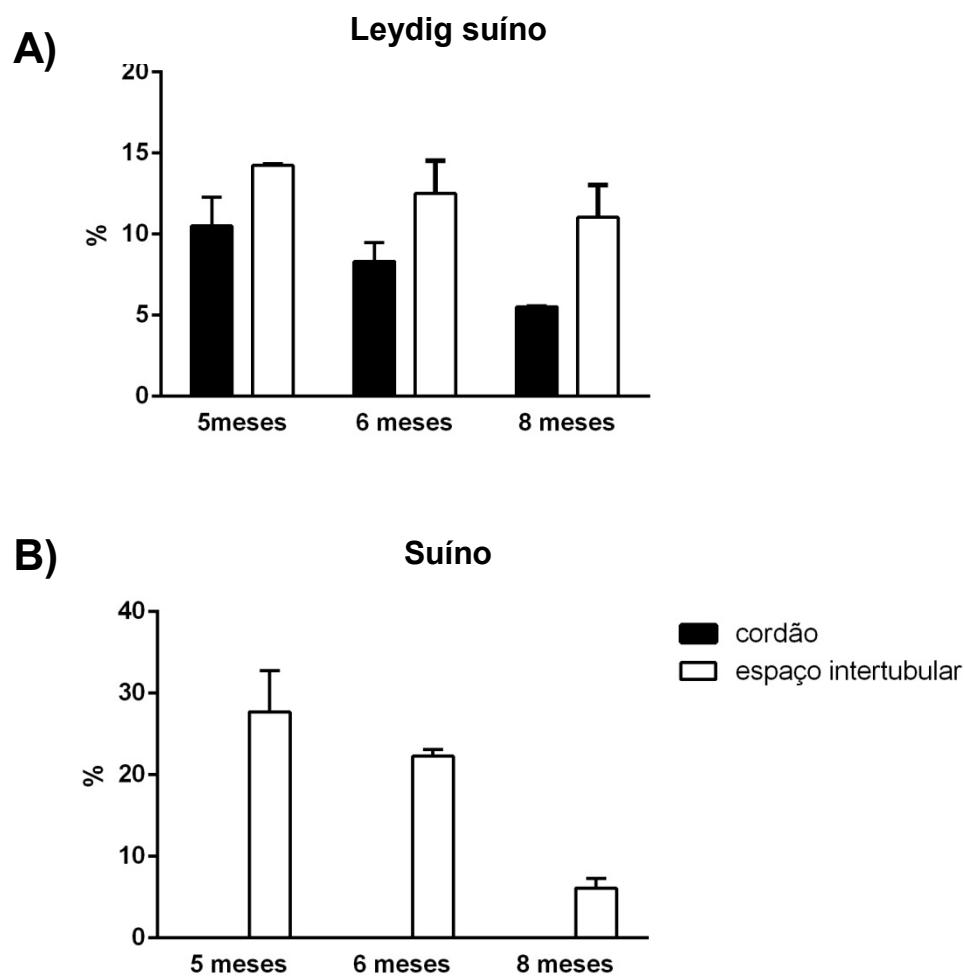 A)
Leydig suíno
20
15
10
5
0
%
5meses 6 meses 8 meses
B)
Suíno
40
30
20
10
0
%
5 meses 6 meses 8 meses
cordão
espaço intertubular